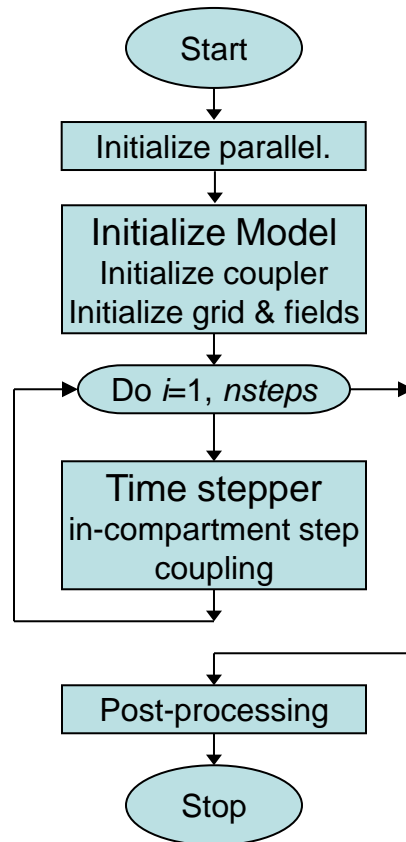 Start
Initialize parallel.
Initialize Model
Initialize coupler
Initialize grid & fields
Do i=1, nsteps
Time stepper
in-compartment step
coupling
Post-processing
Stop